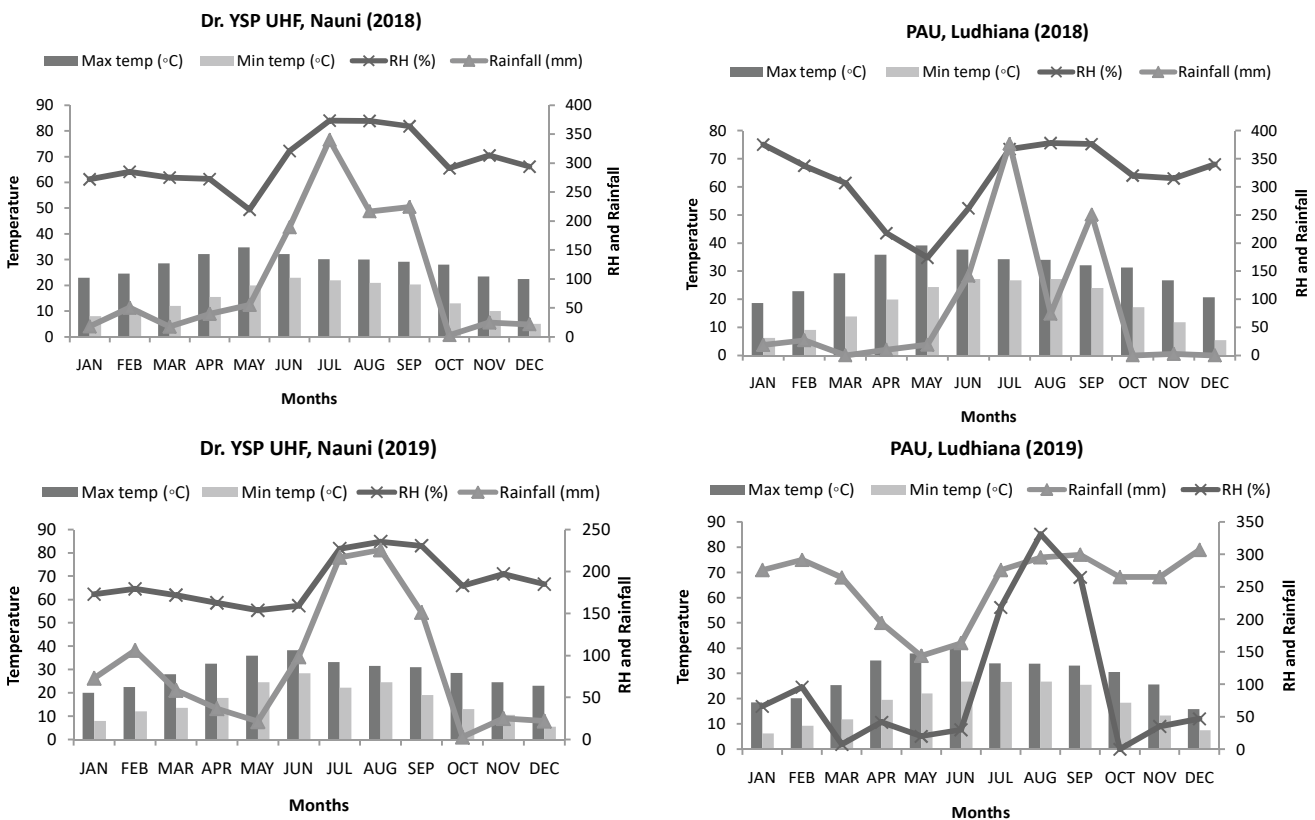 Dr. YSP UHF, Nauni (2018)
Max temp (◦C) Min temp (◦C) RH (%) Rainfall (mm)
90
80
70
60
50
40
30
20
10
0
Temperature
400
350
300
250
200
150
100
50
0
RH and Rainfall
JAN FEB MAR APR MAY JUN JUL AUG SEP OCT NOV DEC
Months
PAU, Ludhiana (2018)
Max temp (◦C) Min temp (◦C) RH (%) Rainfall (mm)
80
70
60
50
40
30
20
10
0
Temperature
400
350
300
250
200
150
100
50
0
RH and Rainfall
JAN FEB MAR APR MAY JUN JUL AUG SEP OCT NOV DEC
Months
Dr. YSP UHF, Nauni (2019)
Max temp (◦C) Min temp (◦C) RH (%) Rainfall (mm)
90
80
70
60
50
40
30
20
10
0
Temperature
250
200
150
100
50
0
RH and Rainfall
JAN FEB MAR APR MAY JUN JUL AUG SEP OCT NOV DEC
Months
PAU, Ludhiana (2019)
Max temp (◦C) Min temp (◦C) Rainfall (mm) RH (%)
90
80
70
60
50
40
30
20
10
0
Temperature
350
300
250
200
150
100
50
0
RH and Rainfall
JAN FEB MAR APR MAY JUN JUL AUG SEP OCT NOV DEC
Months